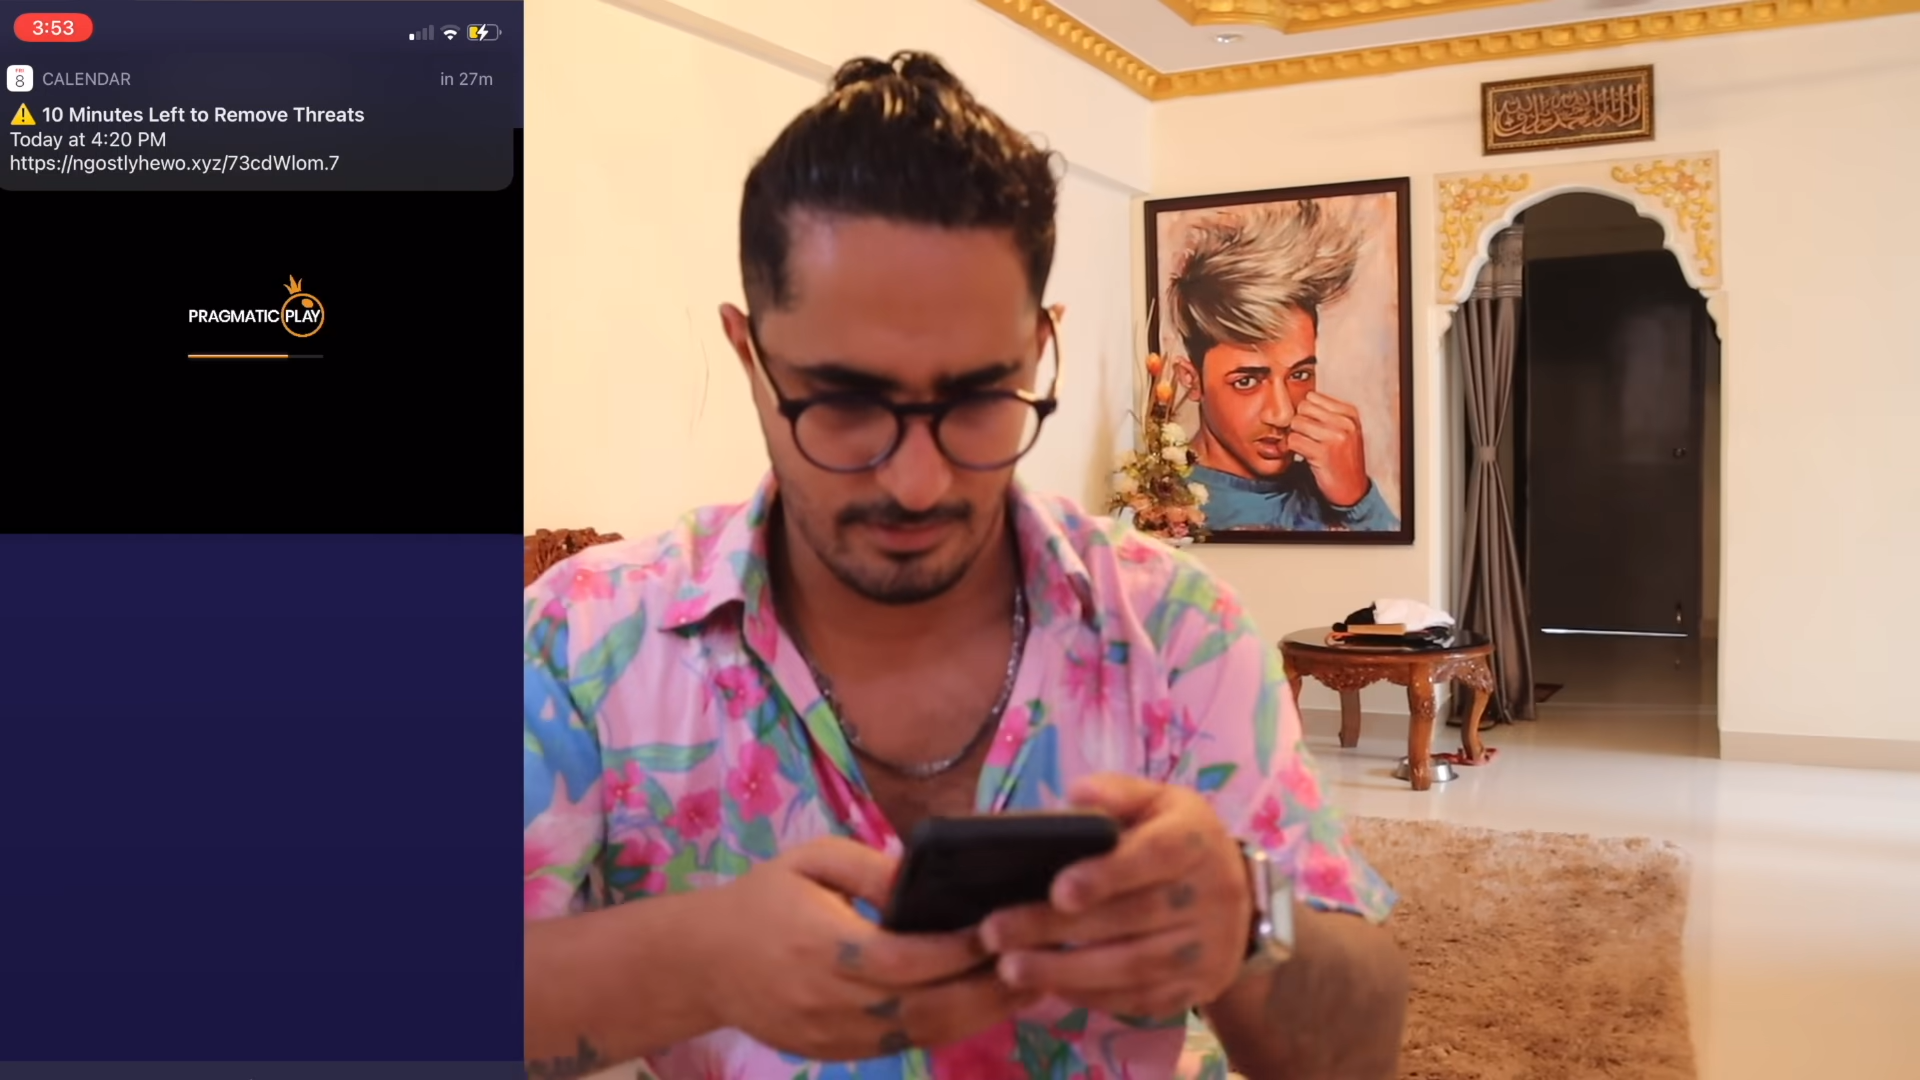 3:53
8
CALENDAR
in 27m
⚠️ 10 Minutes Left to Remove Threats
Today at 4:20 PM
https://ngostlyhewo.xyz/73cdWlom.7
PRAGMATIC PLAY